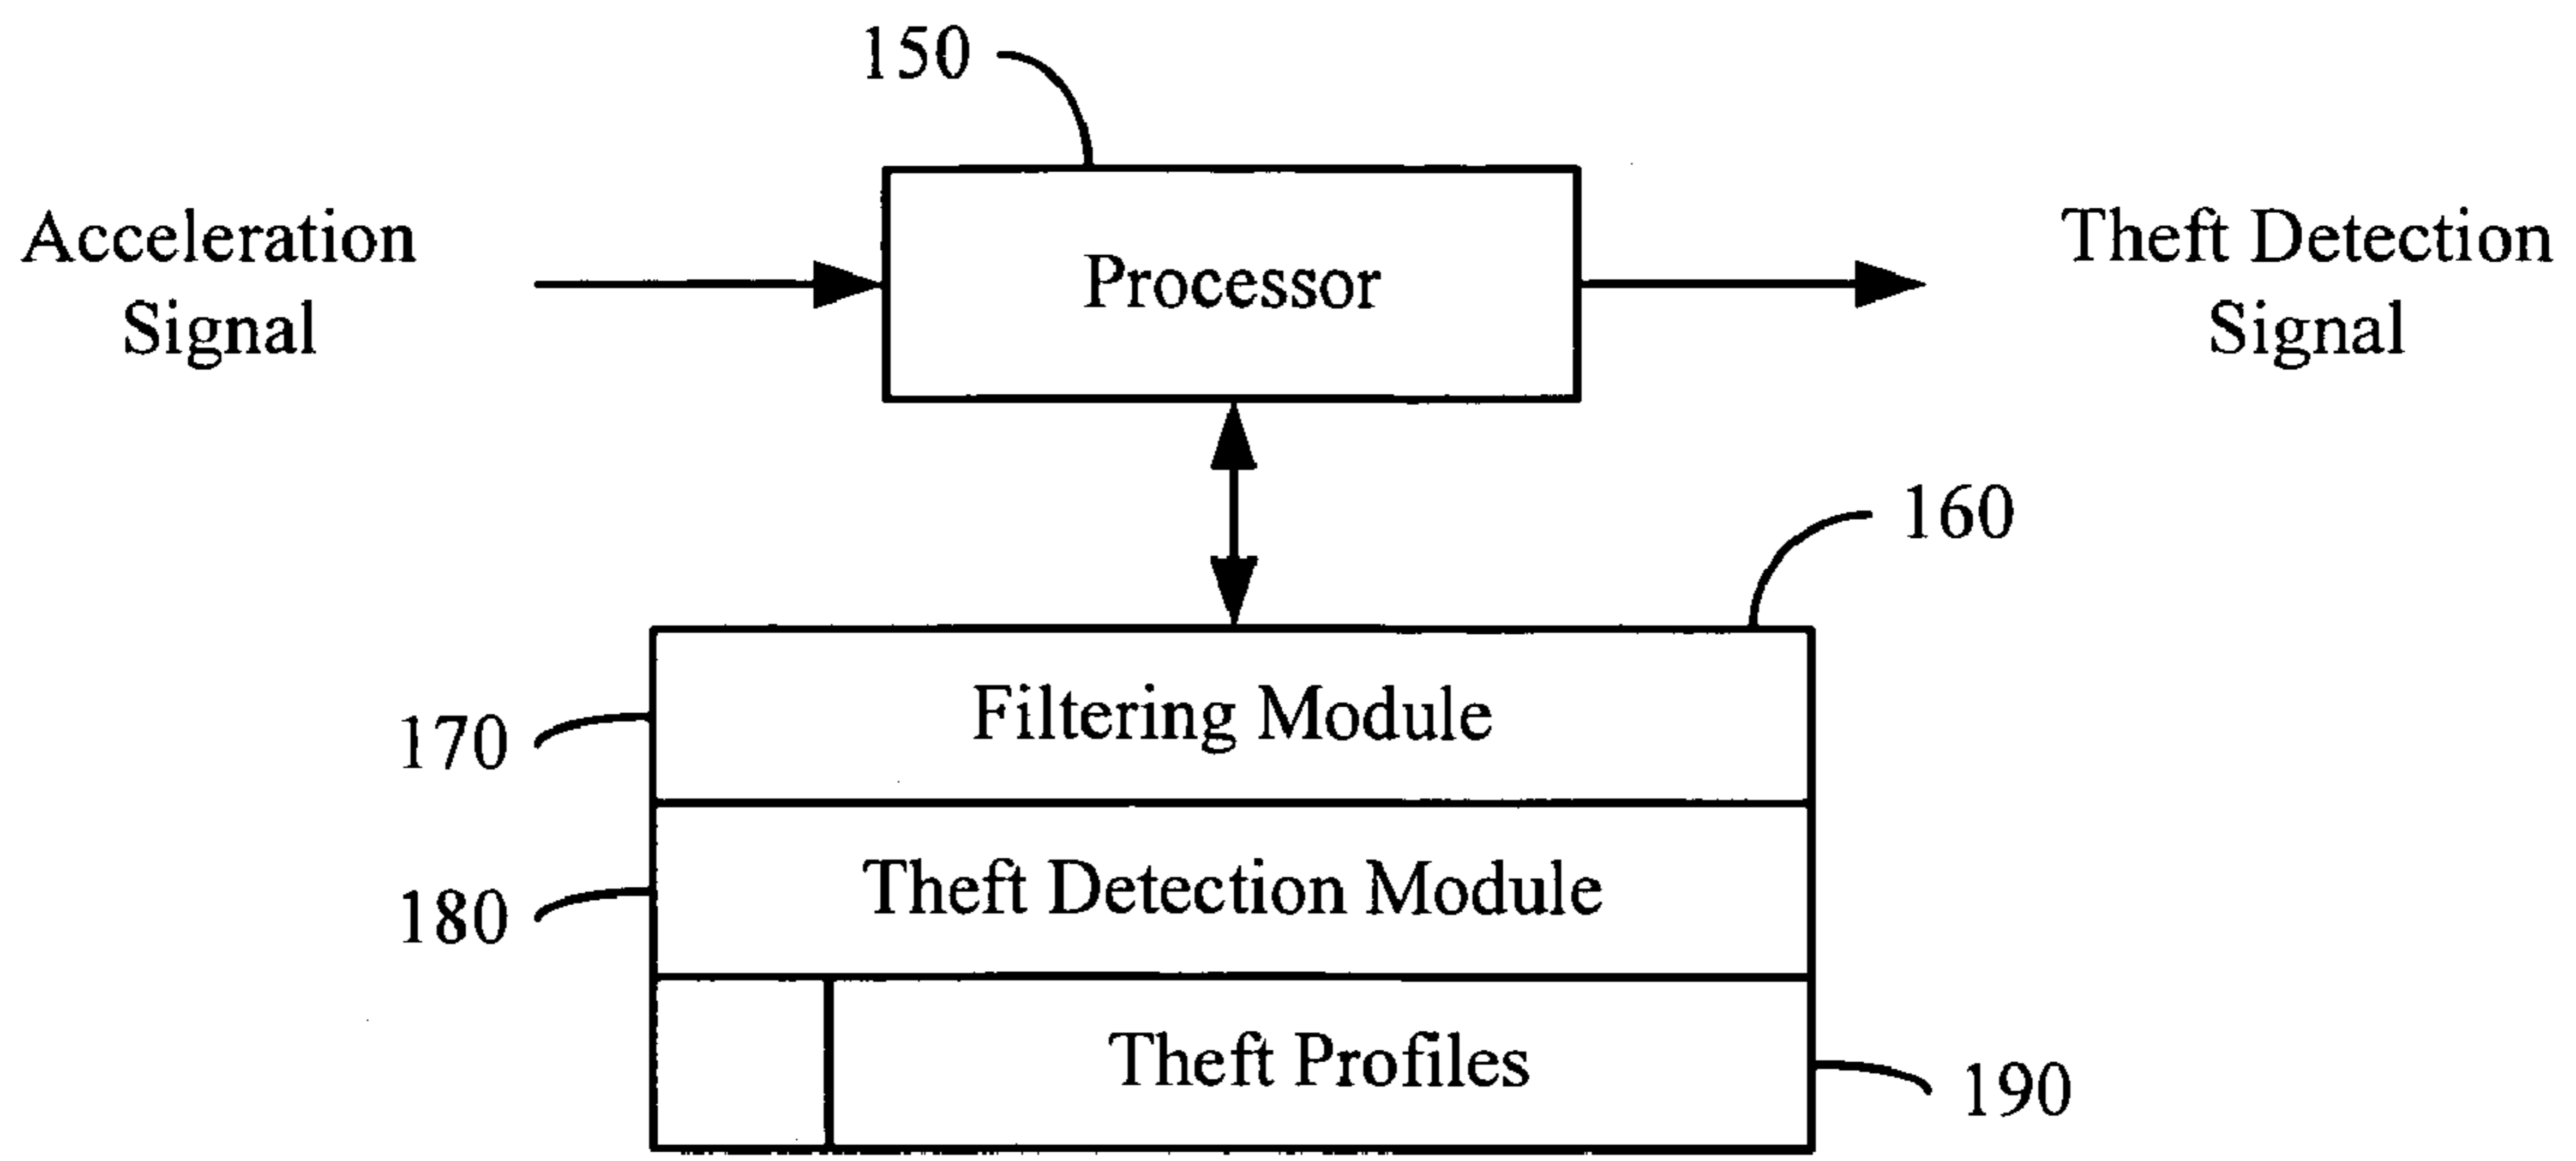 150
Acceleration
Signal
Processor
Theft Detection
Signal
160
Filtering Module
170
Theft Detection Module
180
Theft Profiles
190